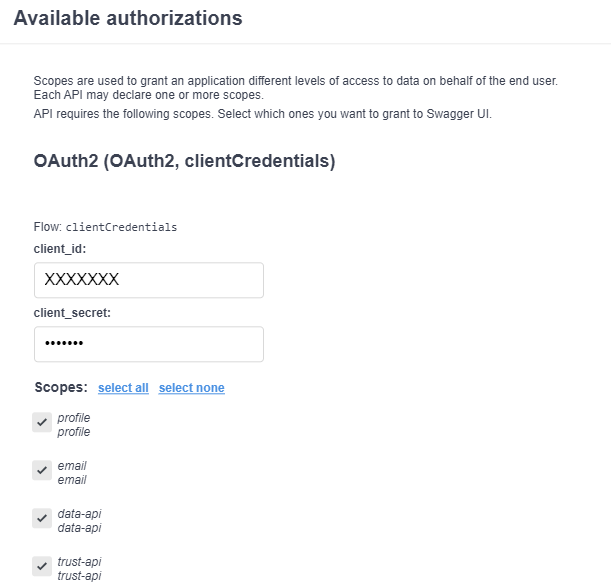 Available authorizations
Scopes are used to grant an application different levels of access to data on behalf of the end user.
Each API may declare one or more scopes.
API requires the following scopes. Select which ones you want to grant to Swagger UI.
OAuth2 (OAuth2, clientCredentials)
Flow: clientCredentials
client_id:
XXXXXXX
client_secret:
•••••••
Scopes: select all select none
profile
profile
email
email
data-api
data-api
trust-api
trust-api